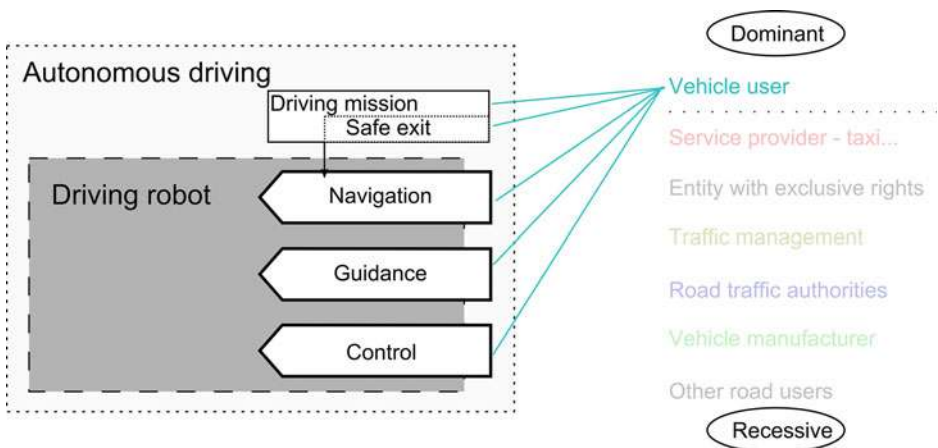 Dominant
Autonomous driving
Vehicle user
Driving mission
Safe exit
Service provider - taxi...
Driving robot
Navigation
Entity with exclusive rights
Traffic management
Guidance
Road traffic authorities
Vehicle manufacturer
Control
Other road users
Recessive